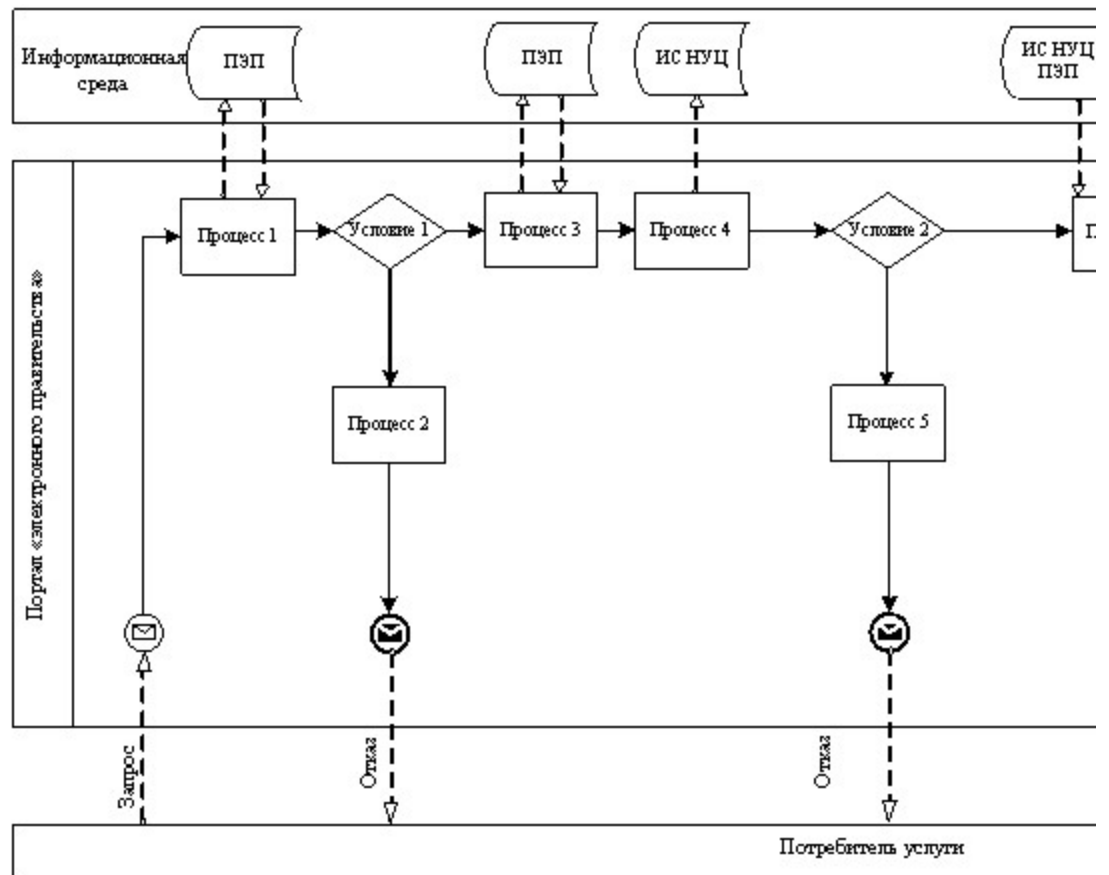 Информационная
среда
ПЭП
ПЭП
ИС НУЦ
ИС НУЦ
ПЭП
Портал «электронного правительства»
Процесс 1
Условие 1
Процесс 3
Процесс 4
Условие 2
П
Процесс 2
Процесс 5
Запрос
Отказ
Отказ
Потребитель услуги